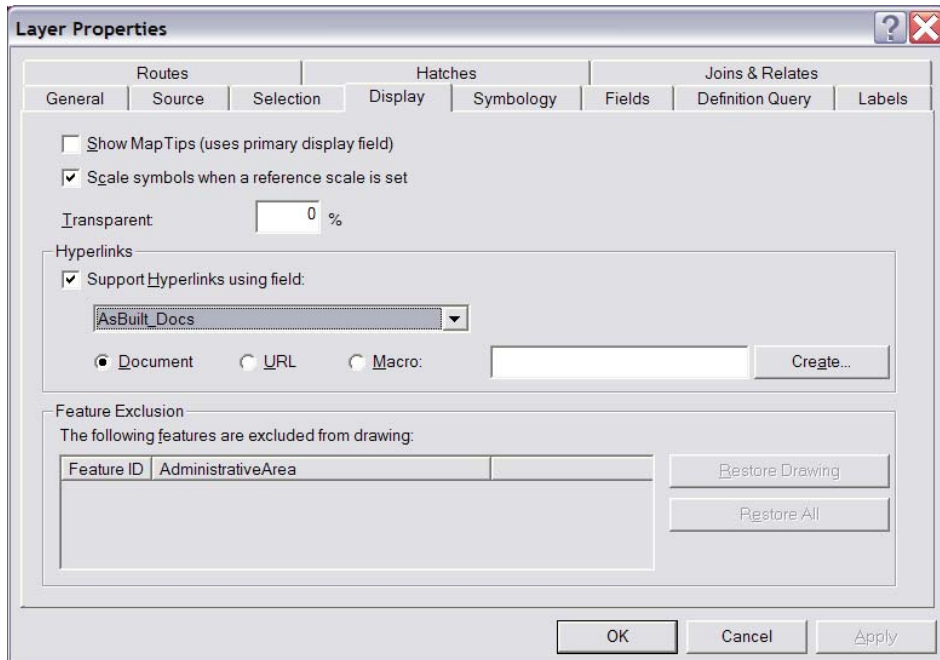 Layer Properties
Routes Hatches Joins & Relates
General Source Selection Display Symbology Fields Definition Query Labels
Show MapTips (uses primary display field)
Scale symbols when a reference scale is set
Transparent: 0 %
Hyperlinks
Support Hyperlinks using field:
AsBuilt_Docs
Document URL Macro: Create...
Feature Exclusion
The following features are excluded from drawing:
Feature ID AdministrativeArea
Restore Drawing
Restore All
OK Cancel Apply